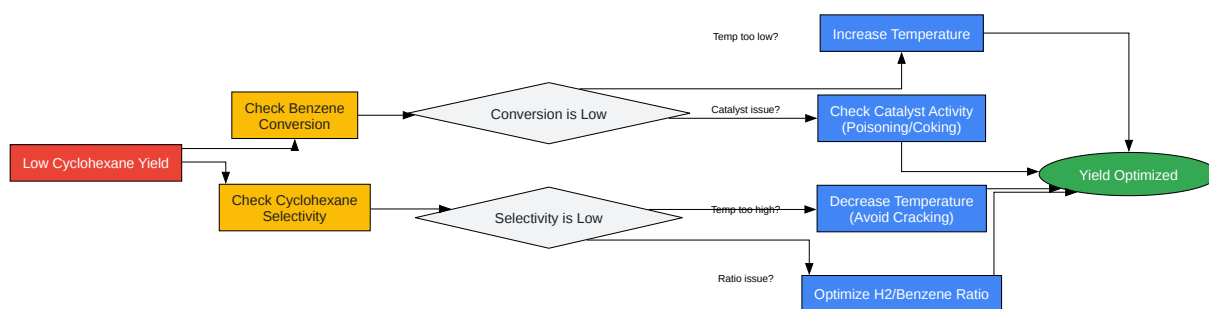 Temp too low?
Increase Temperature
Check Benzene
Conversion
Conversion is Low
Catalyst issue?
Check Catalyst Activity
(Poisoning/Coking)
Low Cyclohexane Yield
Yield Optimized
Check Cyclohexane
Selectivity
Selectivity is Low
Temp too high?
Decrease Temperature
(Avoid Cracking)
Ratio issue?
Optimize H2/Benzene Ratio